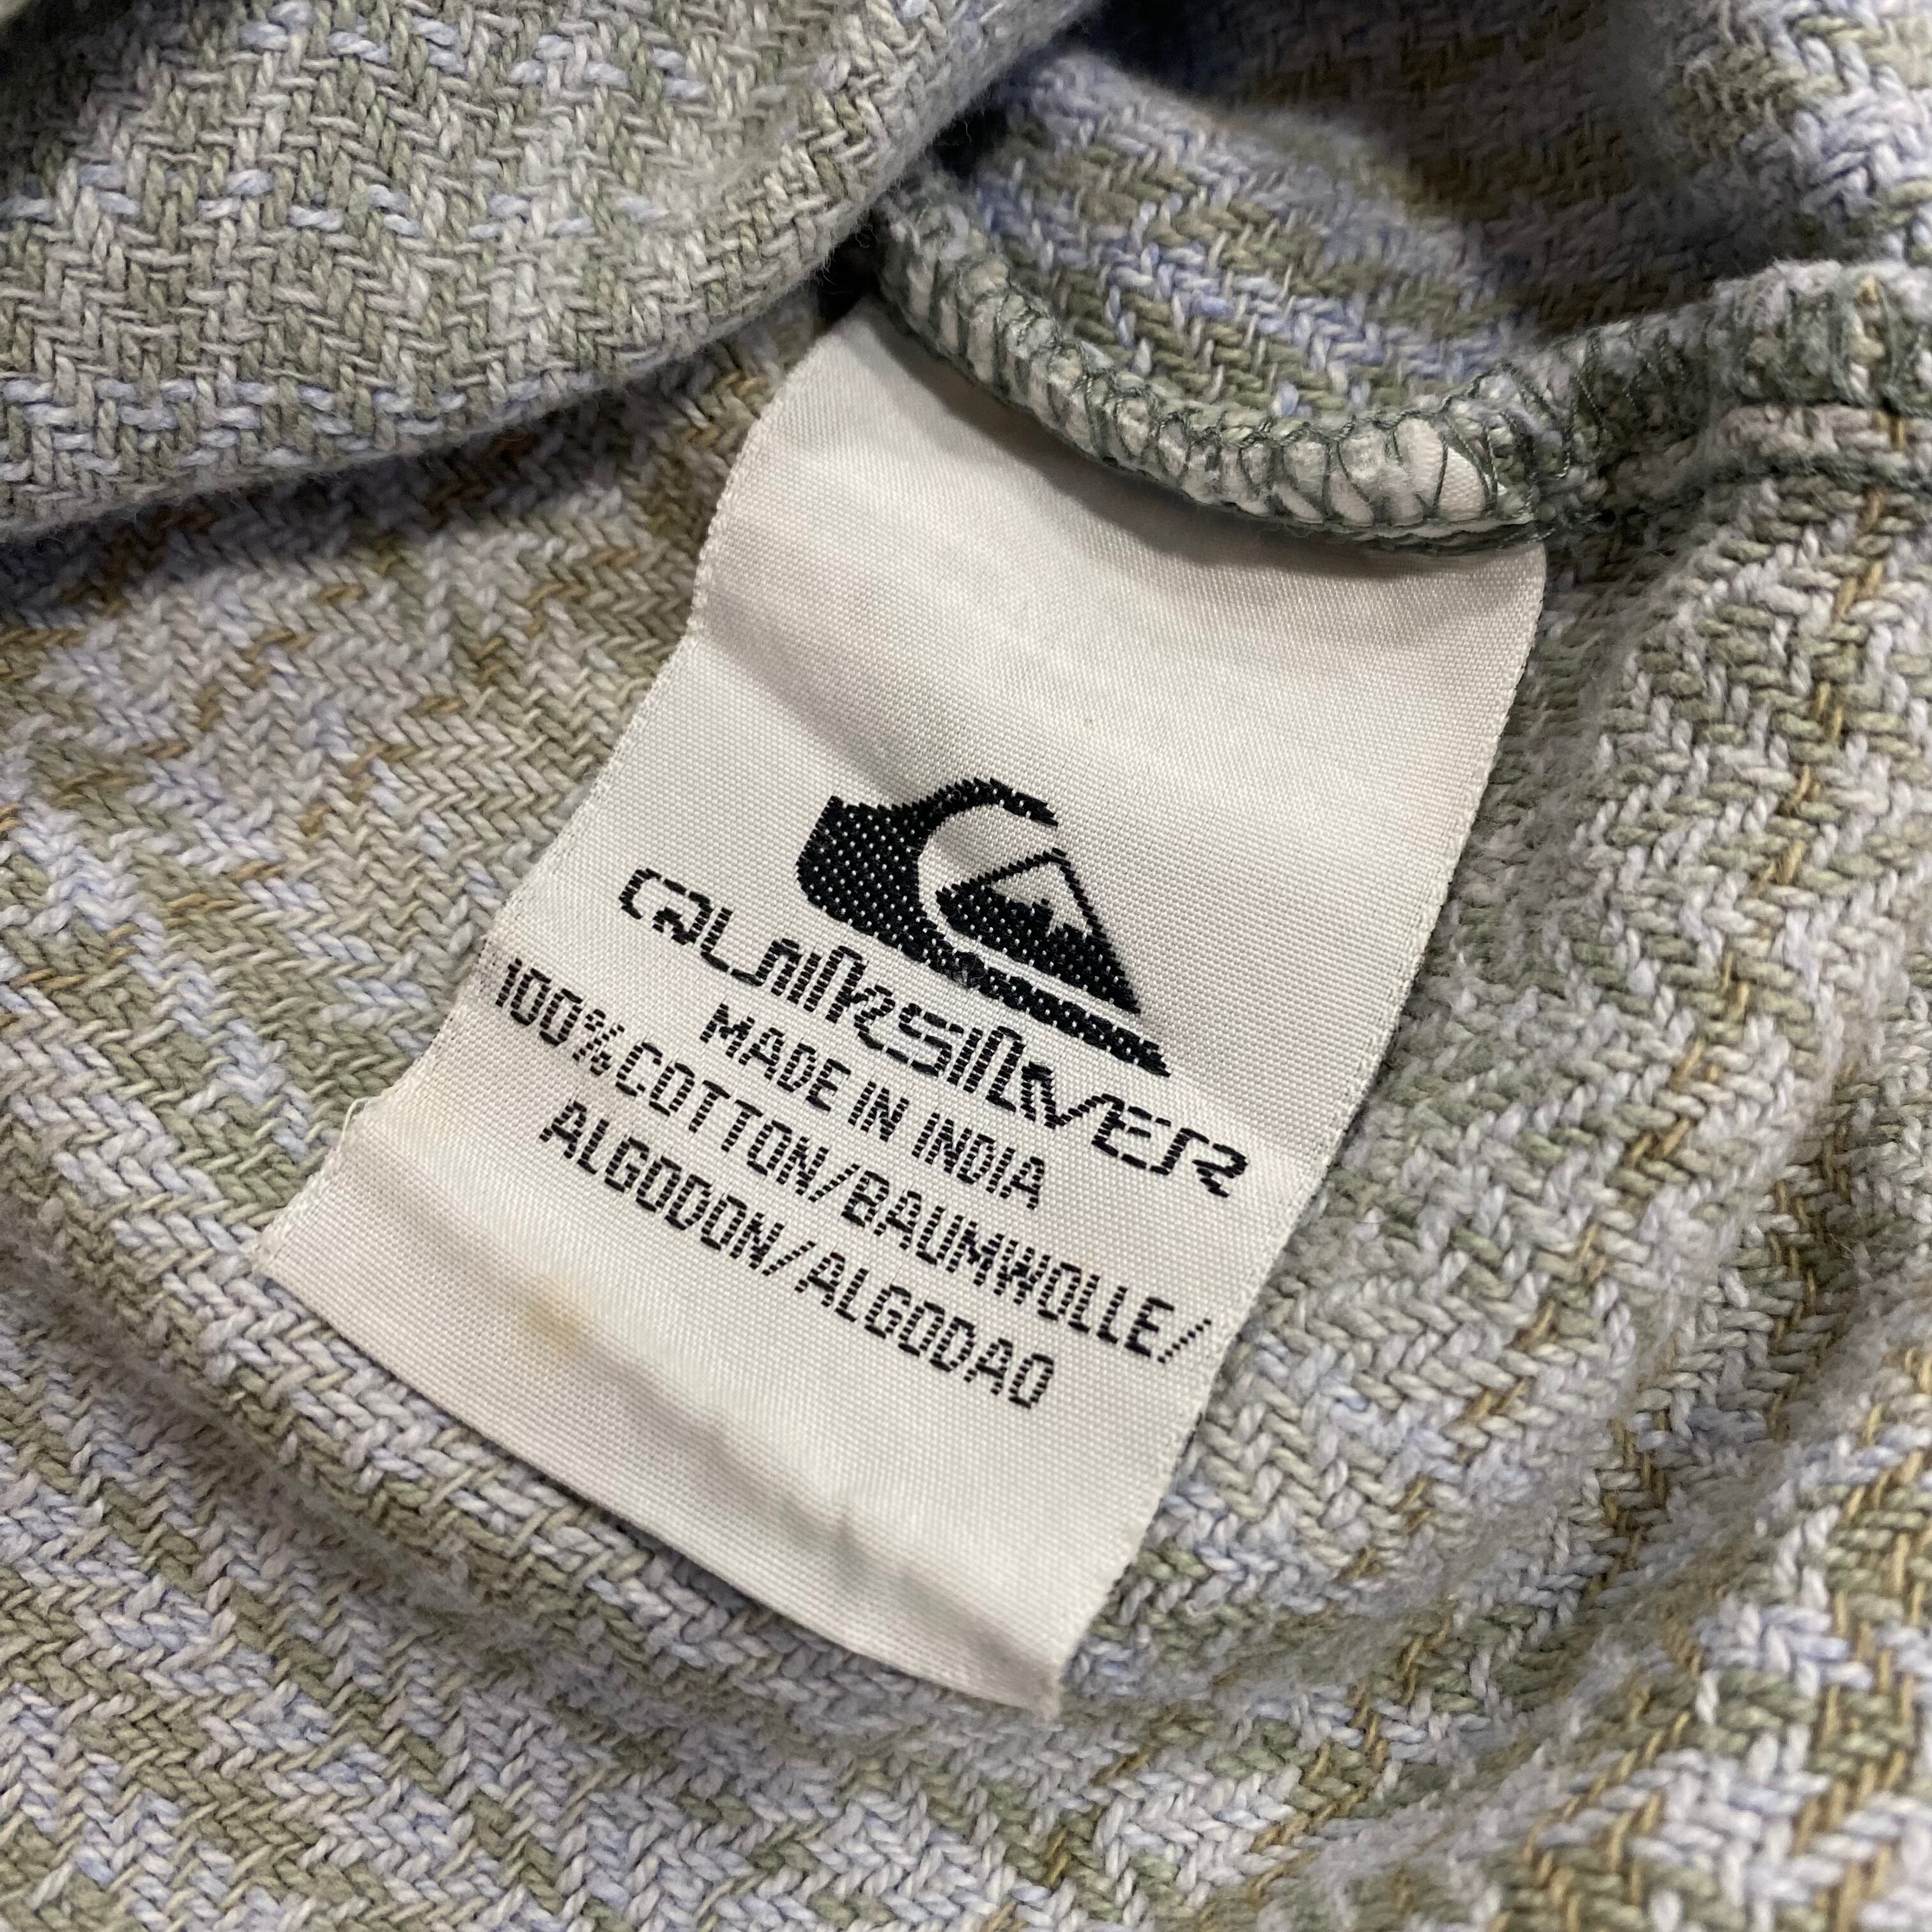 QUIKSILVER
MADE IN INDIA
100%COTTON/BAUMWOLLE/
ALGODON/ALGODAO